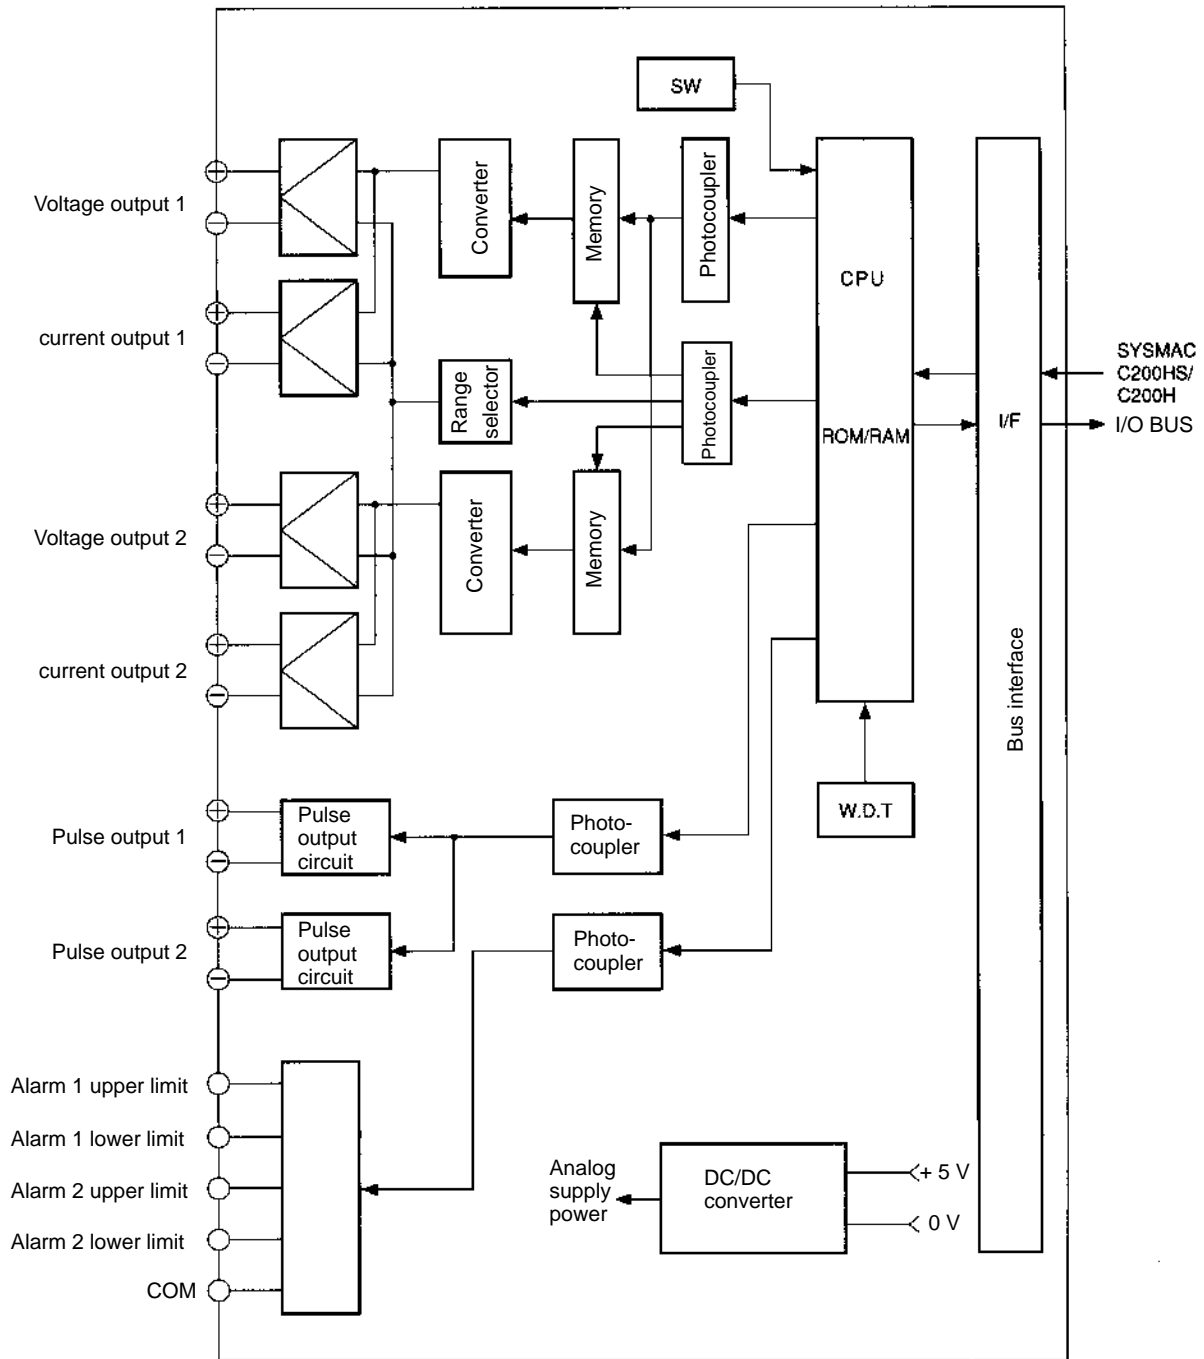 SW
Voltage output 1
Converter
Memory
Photocoupler
CPU
current output 1
Range
selector
Photocoupler
ROM/RAM
I/F
SYSMAC
C200HS/
C200H
I/O BUS
Voltage output 2
Converter
Memory
current output 2
Bus interface
W.D.T
Pulse output 1
Pulse
output
circuit
Photo-
coupler
Pulse output 2
Pulse
output
circuit
Photo-
coupler
Alarm 1 upper limit
Alarm 1 lower limit
Alarm 2 upper limit
Alarm 2 lower limit
COM
Analog
supply
power
DC/DC
converter
+ 5 V
0 V